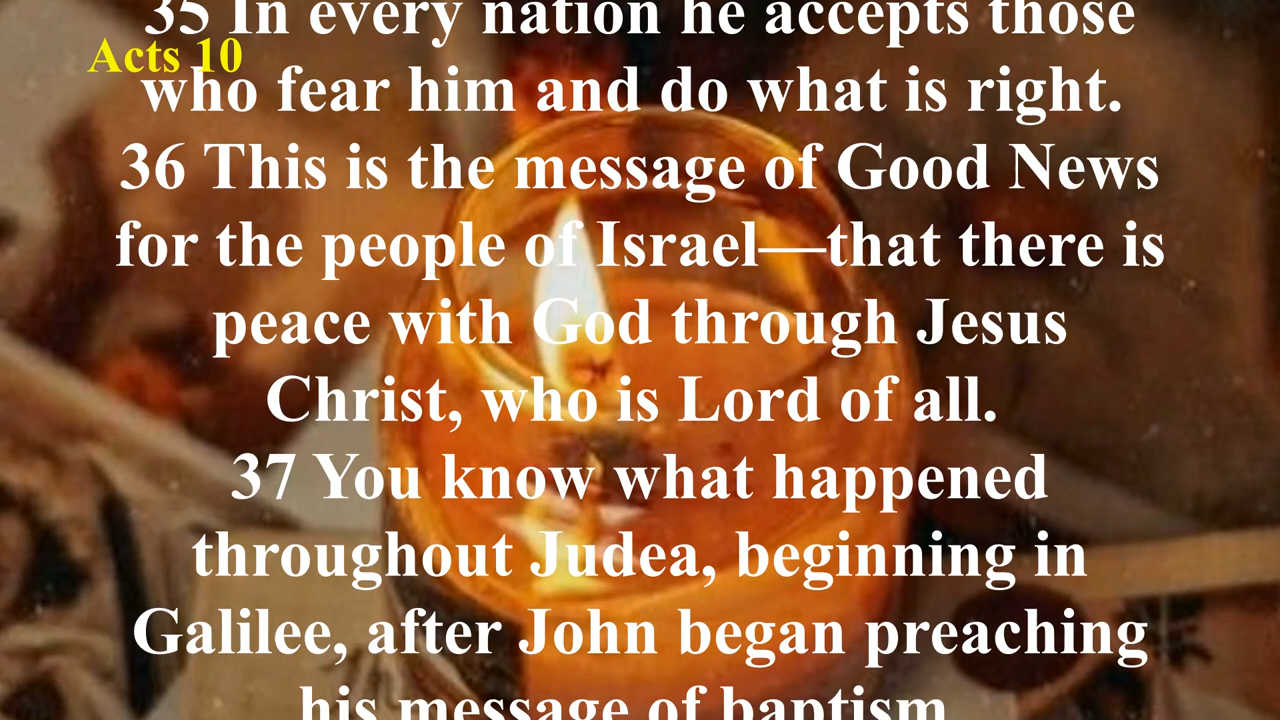 35 In every nation he accepts those
Acts 10
who fear him and do what is right.
36 This is the message of Good News
for the people of Israel—that there is
peace with God through Jesus
Christ, who is Lord of all.
37 You know what happened
throughout Judea, beginning in
Galilee, after John began preaching
his message of baptism.